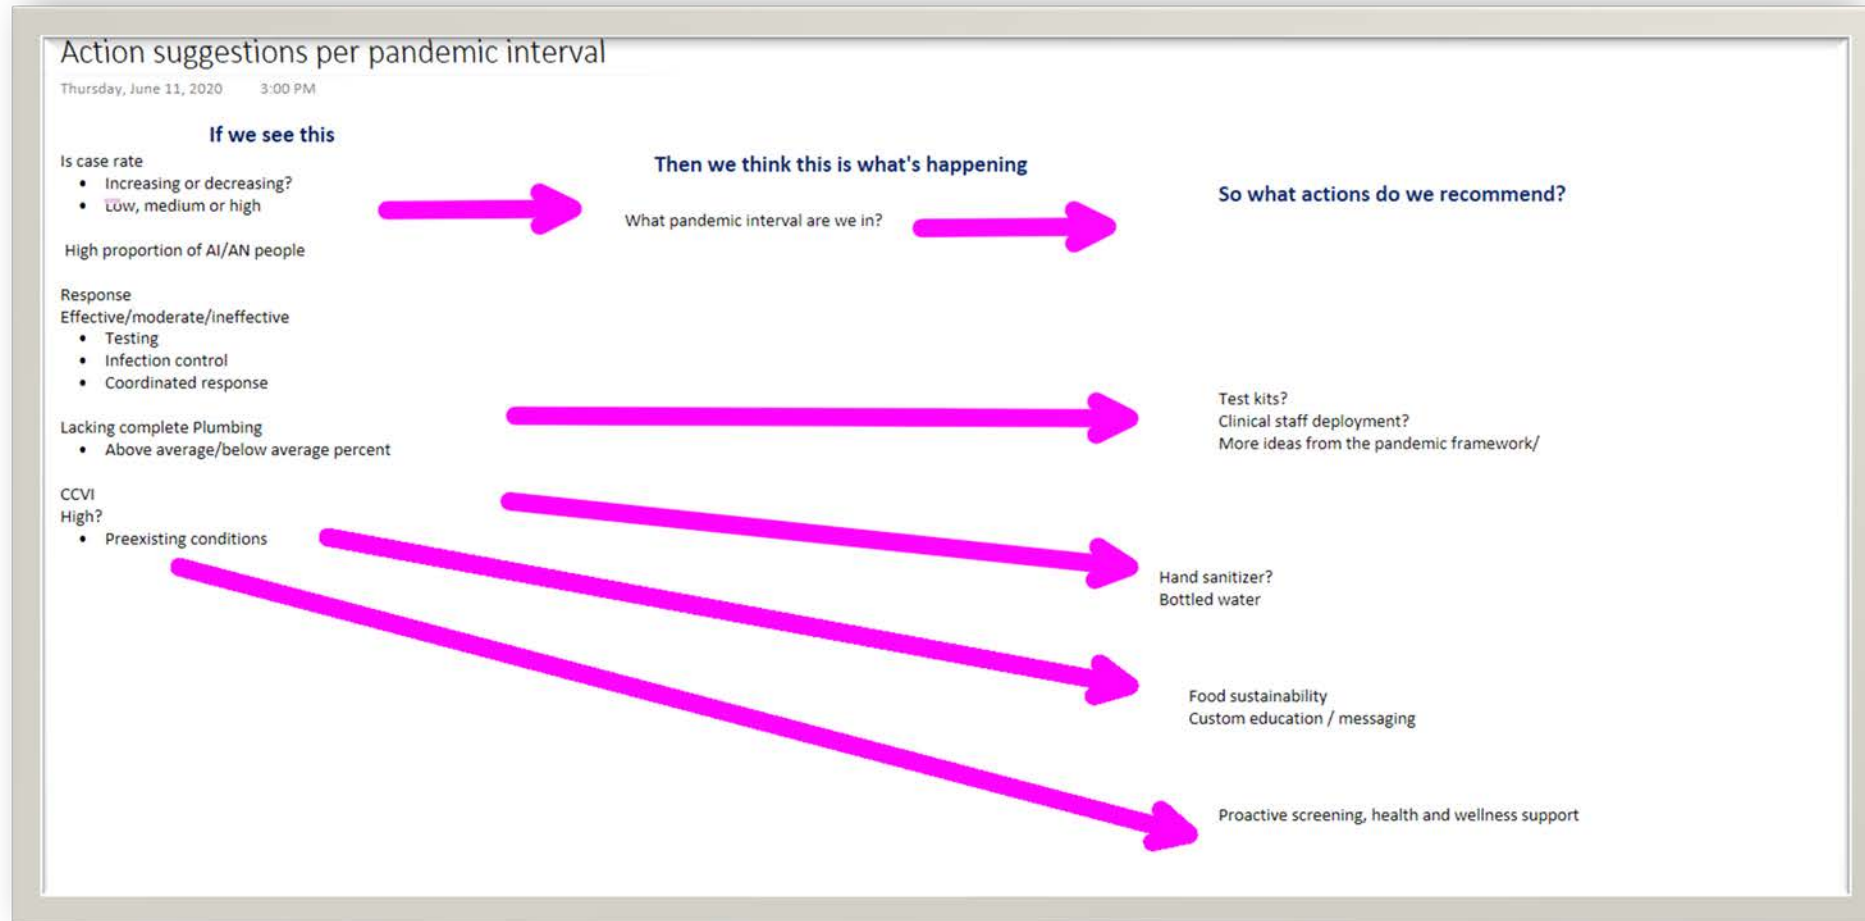 Action suggestions per pandemic interval
Thursday, June 11, 2020 3:00 PM
If we see this
Is case rate
• Increasing or decreasing?
• Low, medium or high
High proportion of AI/AN people
Response
Effective/moderate/ineffective
• Testing
• Infection control
• Coordinated response
Lacking complete Plumbing
• Above average/below average percent
CCVI
High?
• Preexisting conditions
Then we think this is what's happening
What pandemic interval are we in?
So what actions do we recommend?
Test kits?
Clinical staff deployment?
More ideas from the pandemic framework/
Hand sanitizer?
Bottled water
Food sustainability
Custom education / messaging
Proactive screening, health and wellness support